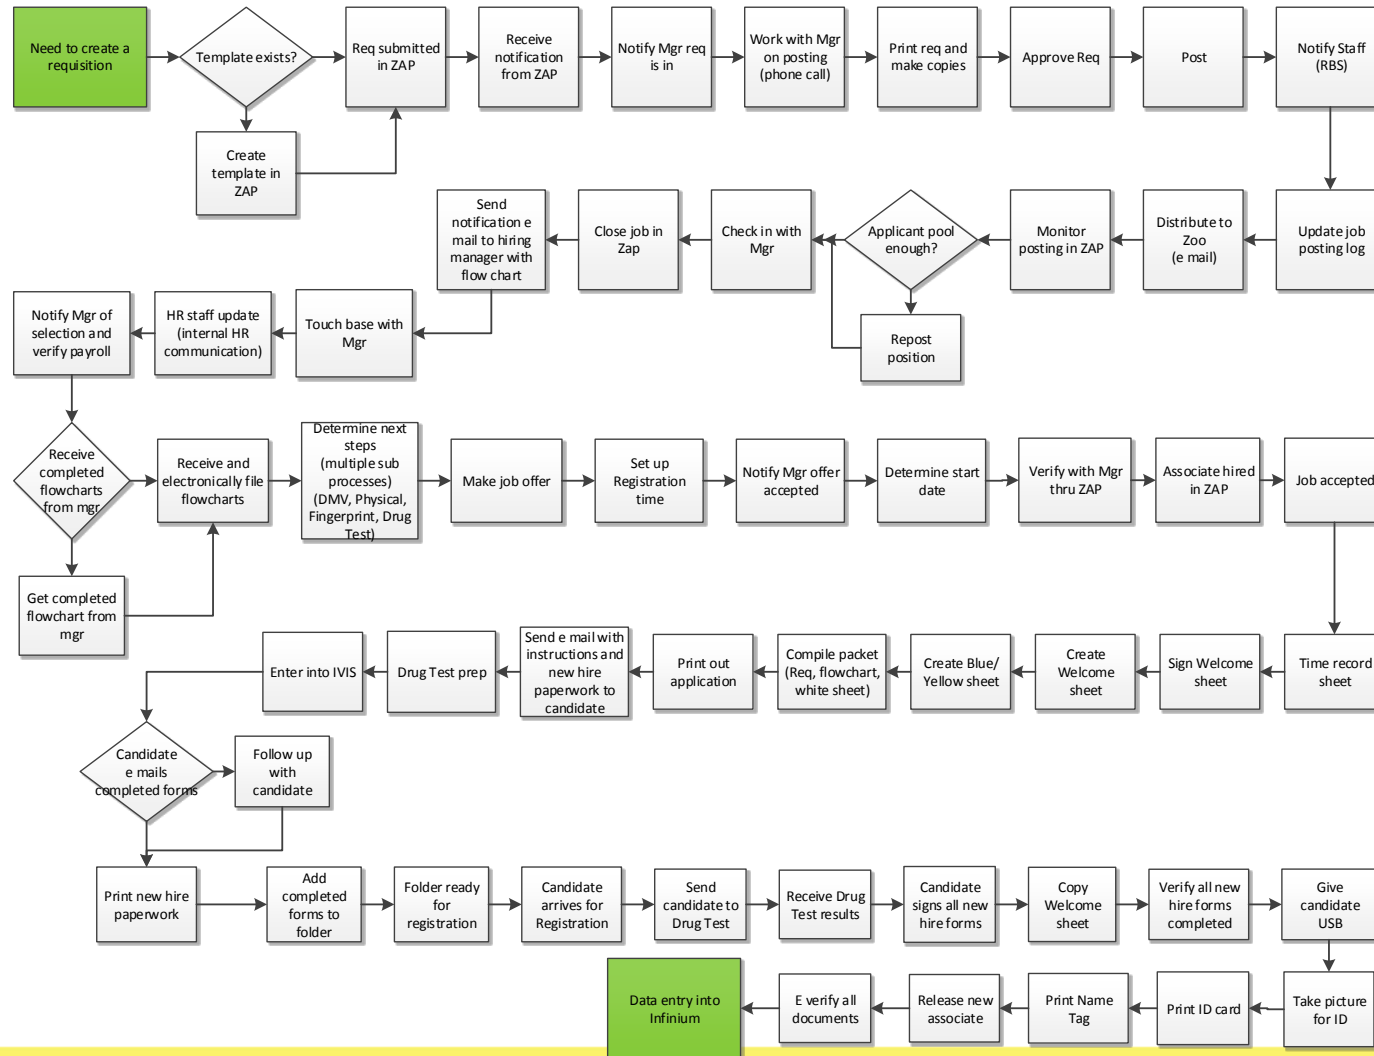 Need to create a
requisition
Template exists?
Req submitted
in ZAP
Receive
notification
from ZAP
Notify Mgr req
is in
Work with Mgr
on posting
(phone call)
Print req and
make copies
Approve Req
Post
Notify Staff
(RBS)
Create
template in
ZAP
Update job
posting log
Distribute to
Zoo
(e mail)
Monitor
posting in ZAP
Applicant pool
enough?
Repost
position
Check in with
Mgr
Close job in
Zap
Send
notification e
mail to hiring
manager with
flow chart
Touch base with
Mgr
HR staff update
(internal HR
communication)
Notify Mgr of
selection and
verify payroll
Receive
completed
flowcharts
from mgr
Get completed
flowchart from
mgr
Receive and
electronically file
flowcharts
Determine next
steps
(multiple sub
processes)
(DMV, Physical,
Fingerprint, Drug
Test)
Make job offer
Set up
Registration
time
Notify Mgr offer
accepted
Determine start
date
Verify with Mgr
thru ZAP
Associate hired
in ZAP
Job accepted
Time record
sheet
Sign Welcome
sheet
Create
Welcome
sheet
Create Blue/
Yellow sheet
Compile packet
(Req, flowchart,
white sheet)
Print out
application
Send e mail with
instructions and
new hire
paperwork to
candidate
Drug Test prep
Enter into IVIS
Candidate
e mails
completed forms
Follow up
with
candidate
Print new hire
paperwork
Add
completed
forms to
folder
Folder ready
for
registration
Candidate
arrives for
Registration
Send
candidate to
Drug Test
Receive Drug
Test results
Candidate
signs all new
hire forms
Copy
Welcome
sheet
Verify all new
hire forms
completed
Give
candidate
USB
Take picture
for ID
Print ID card
Print Name
Tag
Release new
associate
E verify all
documents
Data entry into
Infinium